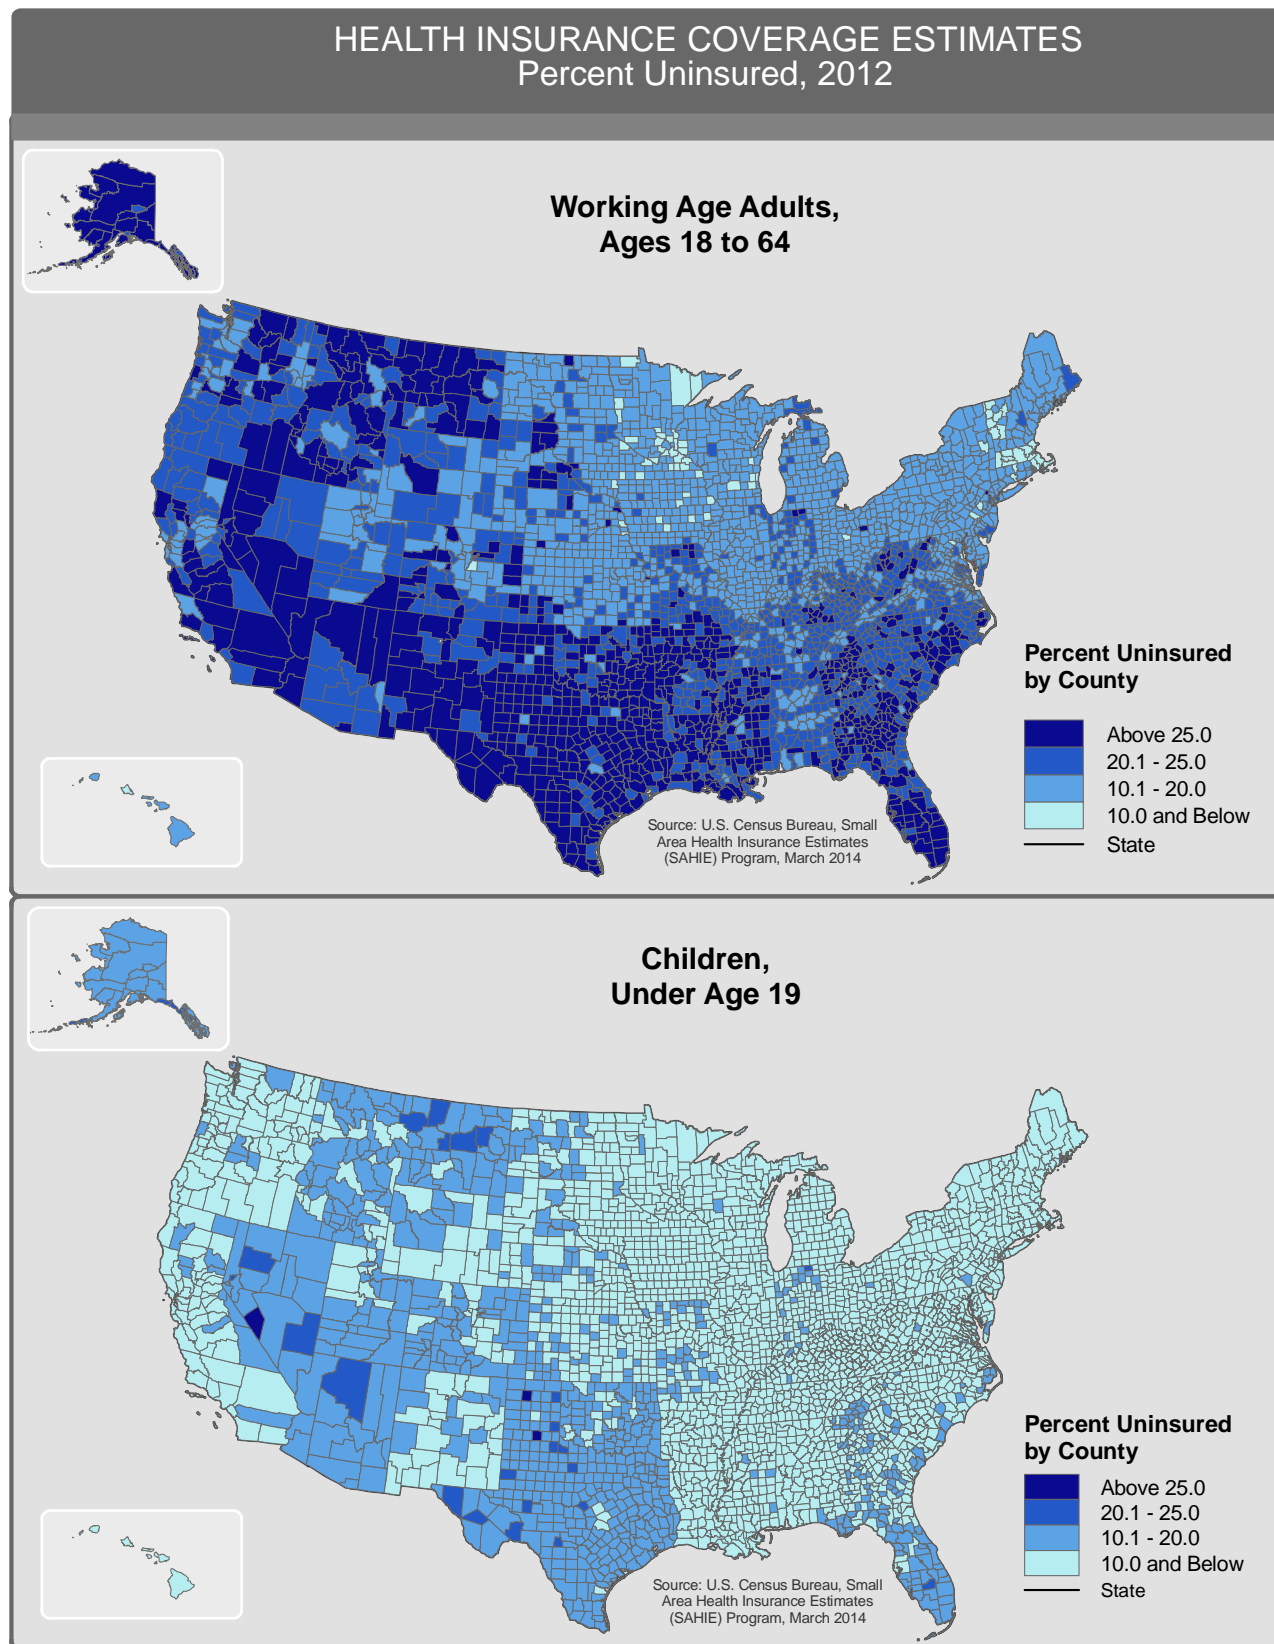 HEALTH INSURANCE COVERAGE ESTIMATES
Percent Uninsured, 2012
Working Age Adults,
Ages 18 to 64
Percent Uninsured
by County
Above 25.0
20.1 - 25.0
10.1 - 20.0
10.0 and Below
State
Source: U.S. Census Bureau, Small
Area Health Insurance Estimates
(SAHIE) Program, March 2014
Children,
Under Age 19
Percent Uninsured
by County
Above 25.0
20.1 - 25.0
10.1 - 20.0
10.0 and Below
State
Source: U.S. Census Bureau, Small
Area Health Insurance Estimates
(SAHIE) Program, March 2014